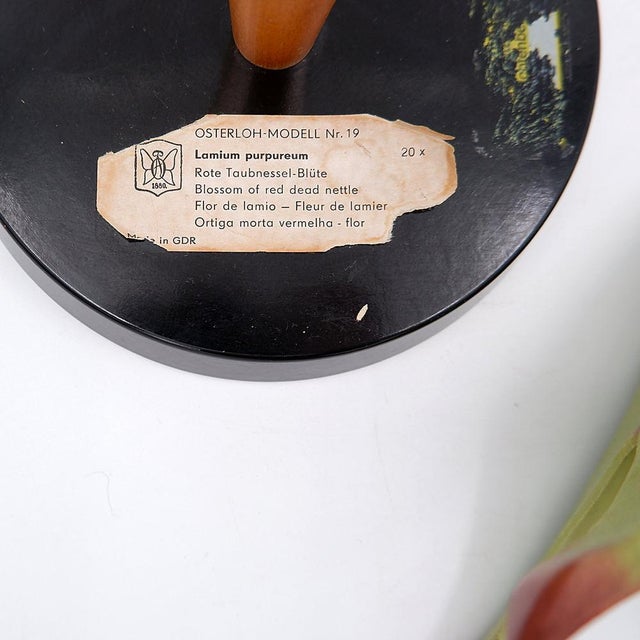 OSTERLOH-MODELL Nr. 19
Lamium purpureum 20 x
Rote Taubnessel-Blüte
Blossom of red dead nettle
Flor de lamio – Fleur de lamier
Ortiga morta vermelha - flor
1880.
in GDR